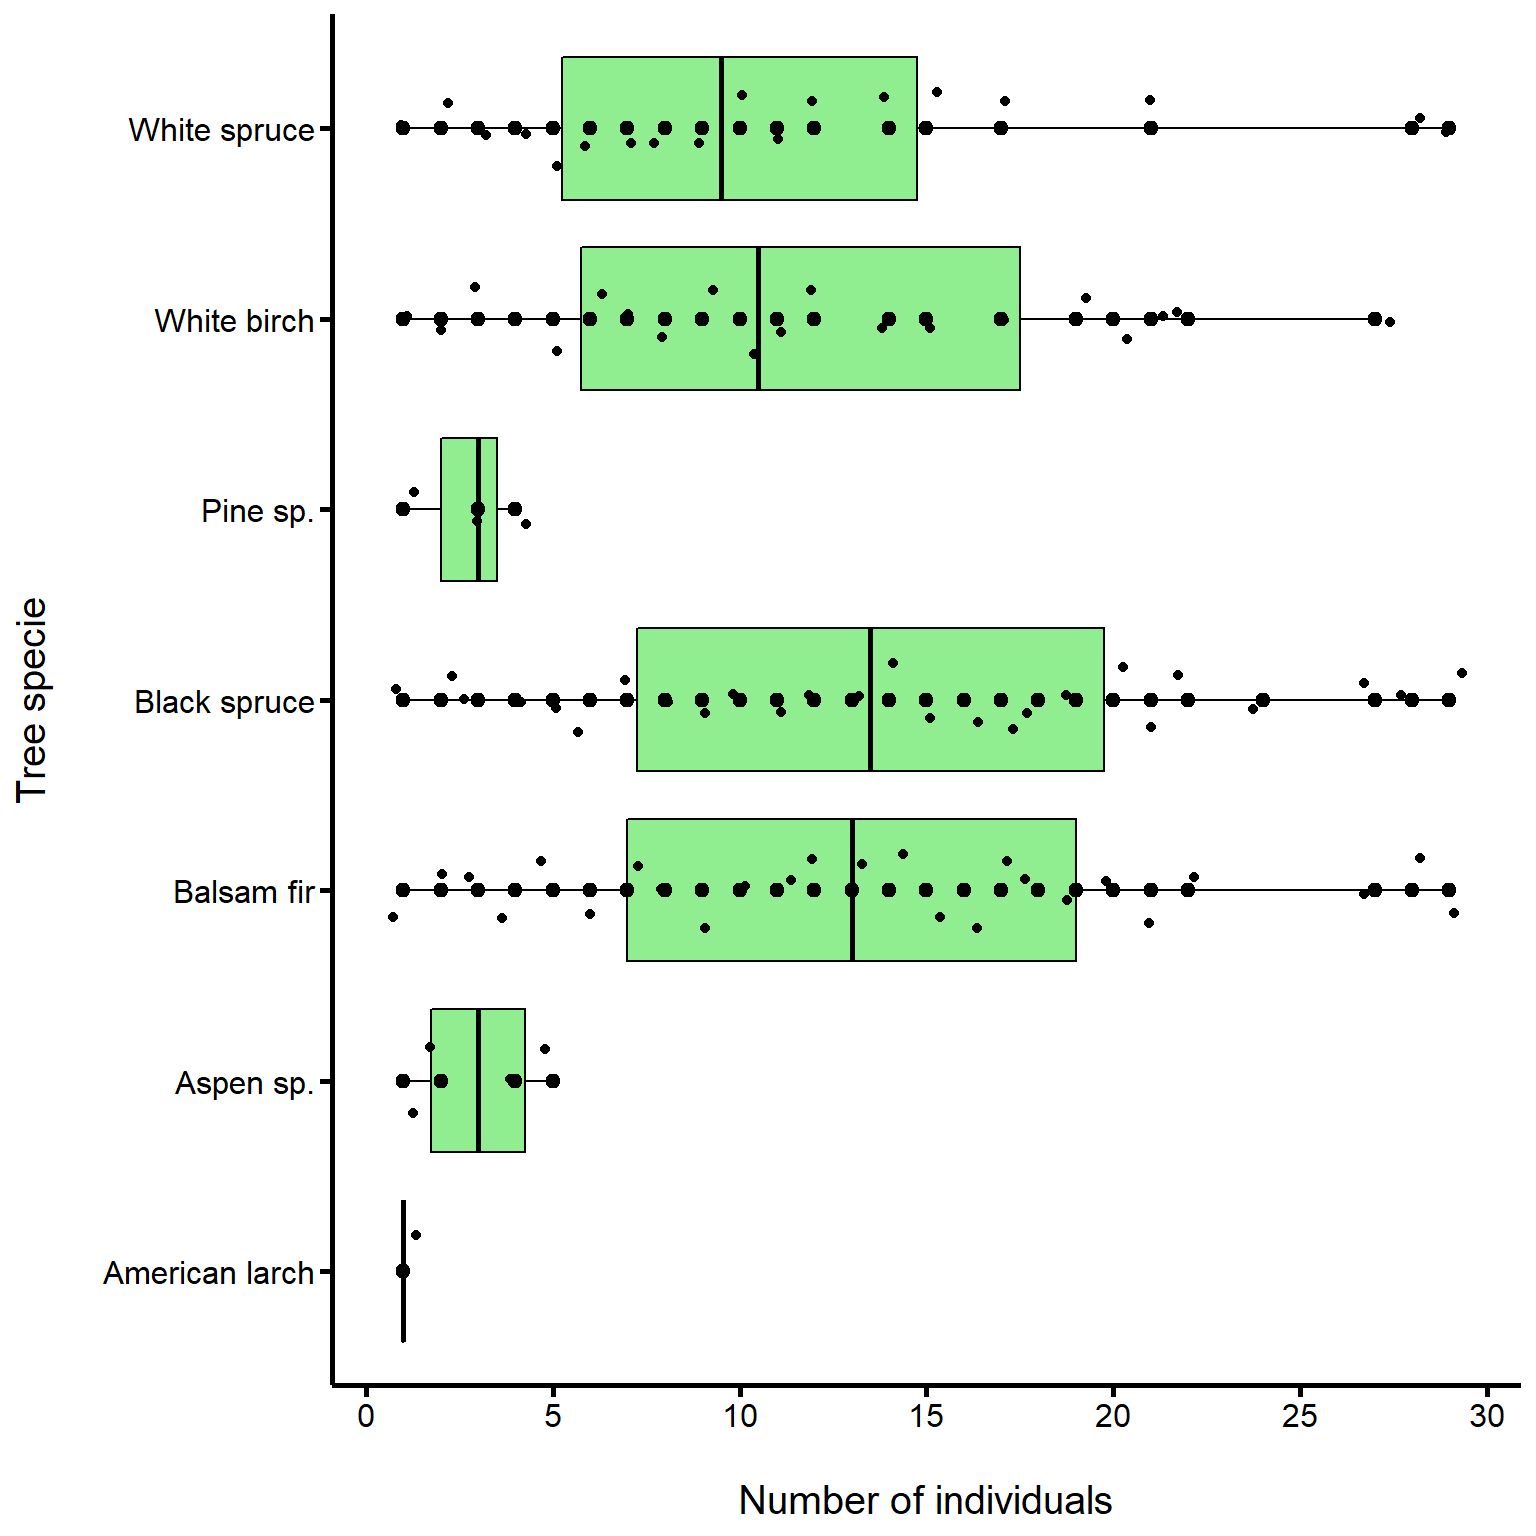 White spruce
White birch
Pine sp.
Black spruce
Balsam fir
Aspen sp.
American larch
Tree specie
0 5 10 15 20 25 30
Number of individuals